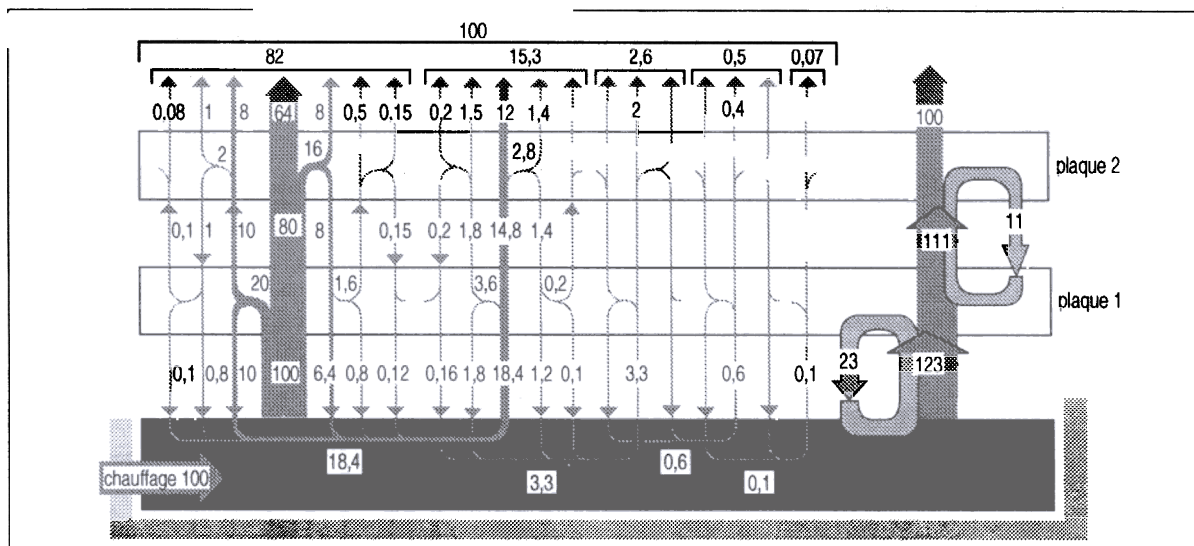 100
82 15,3 2,6 0,5 0,07
0,08 1 8 64 8 0,5 0,15 0,2 1,5 12 1,4 2 0,4 100
2 16 2,8 plaque 2
0,1 1 10 80 8 0,15 0,2 1,8 14,8 1,4 111 11
20 1,6 3,6 0,2 plaque 1
0,1 0,8 10 100 6,4 0,8 0,12 0,16 1,8 18,4 1,2 0,1 3,3 0,6 0,1 23 123
18,4 3,3 0,6 0,1
chauffage 100